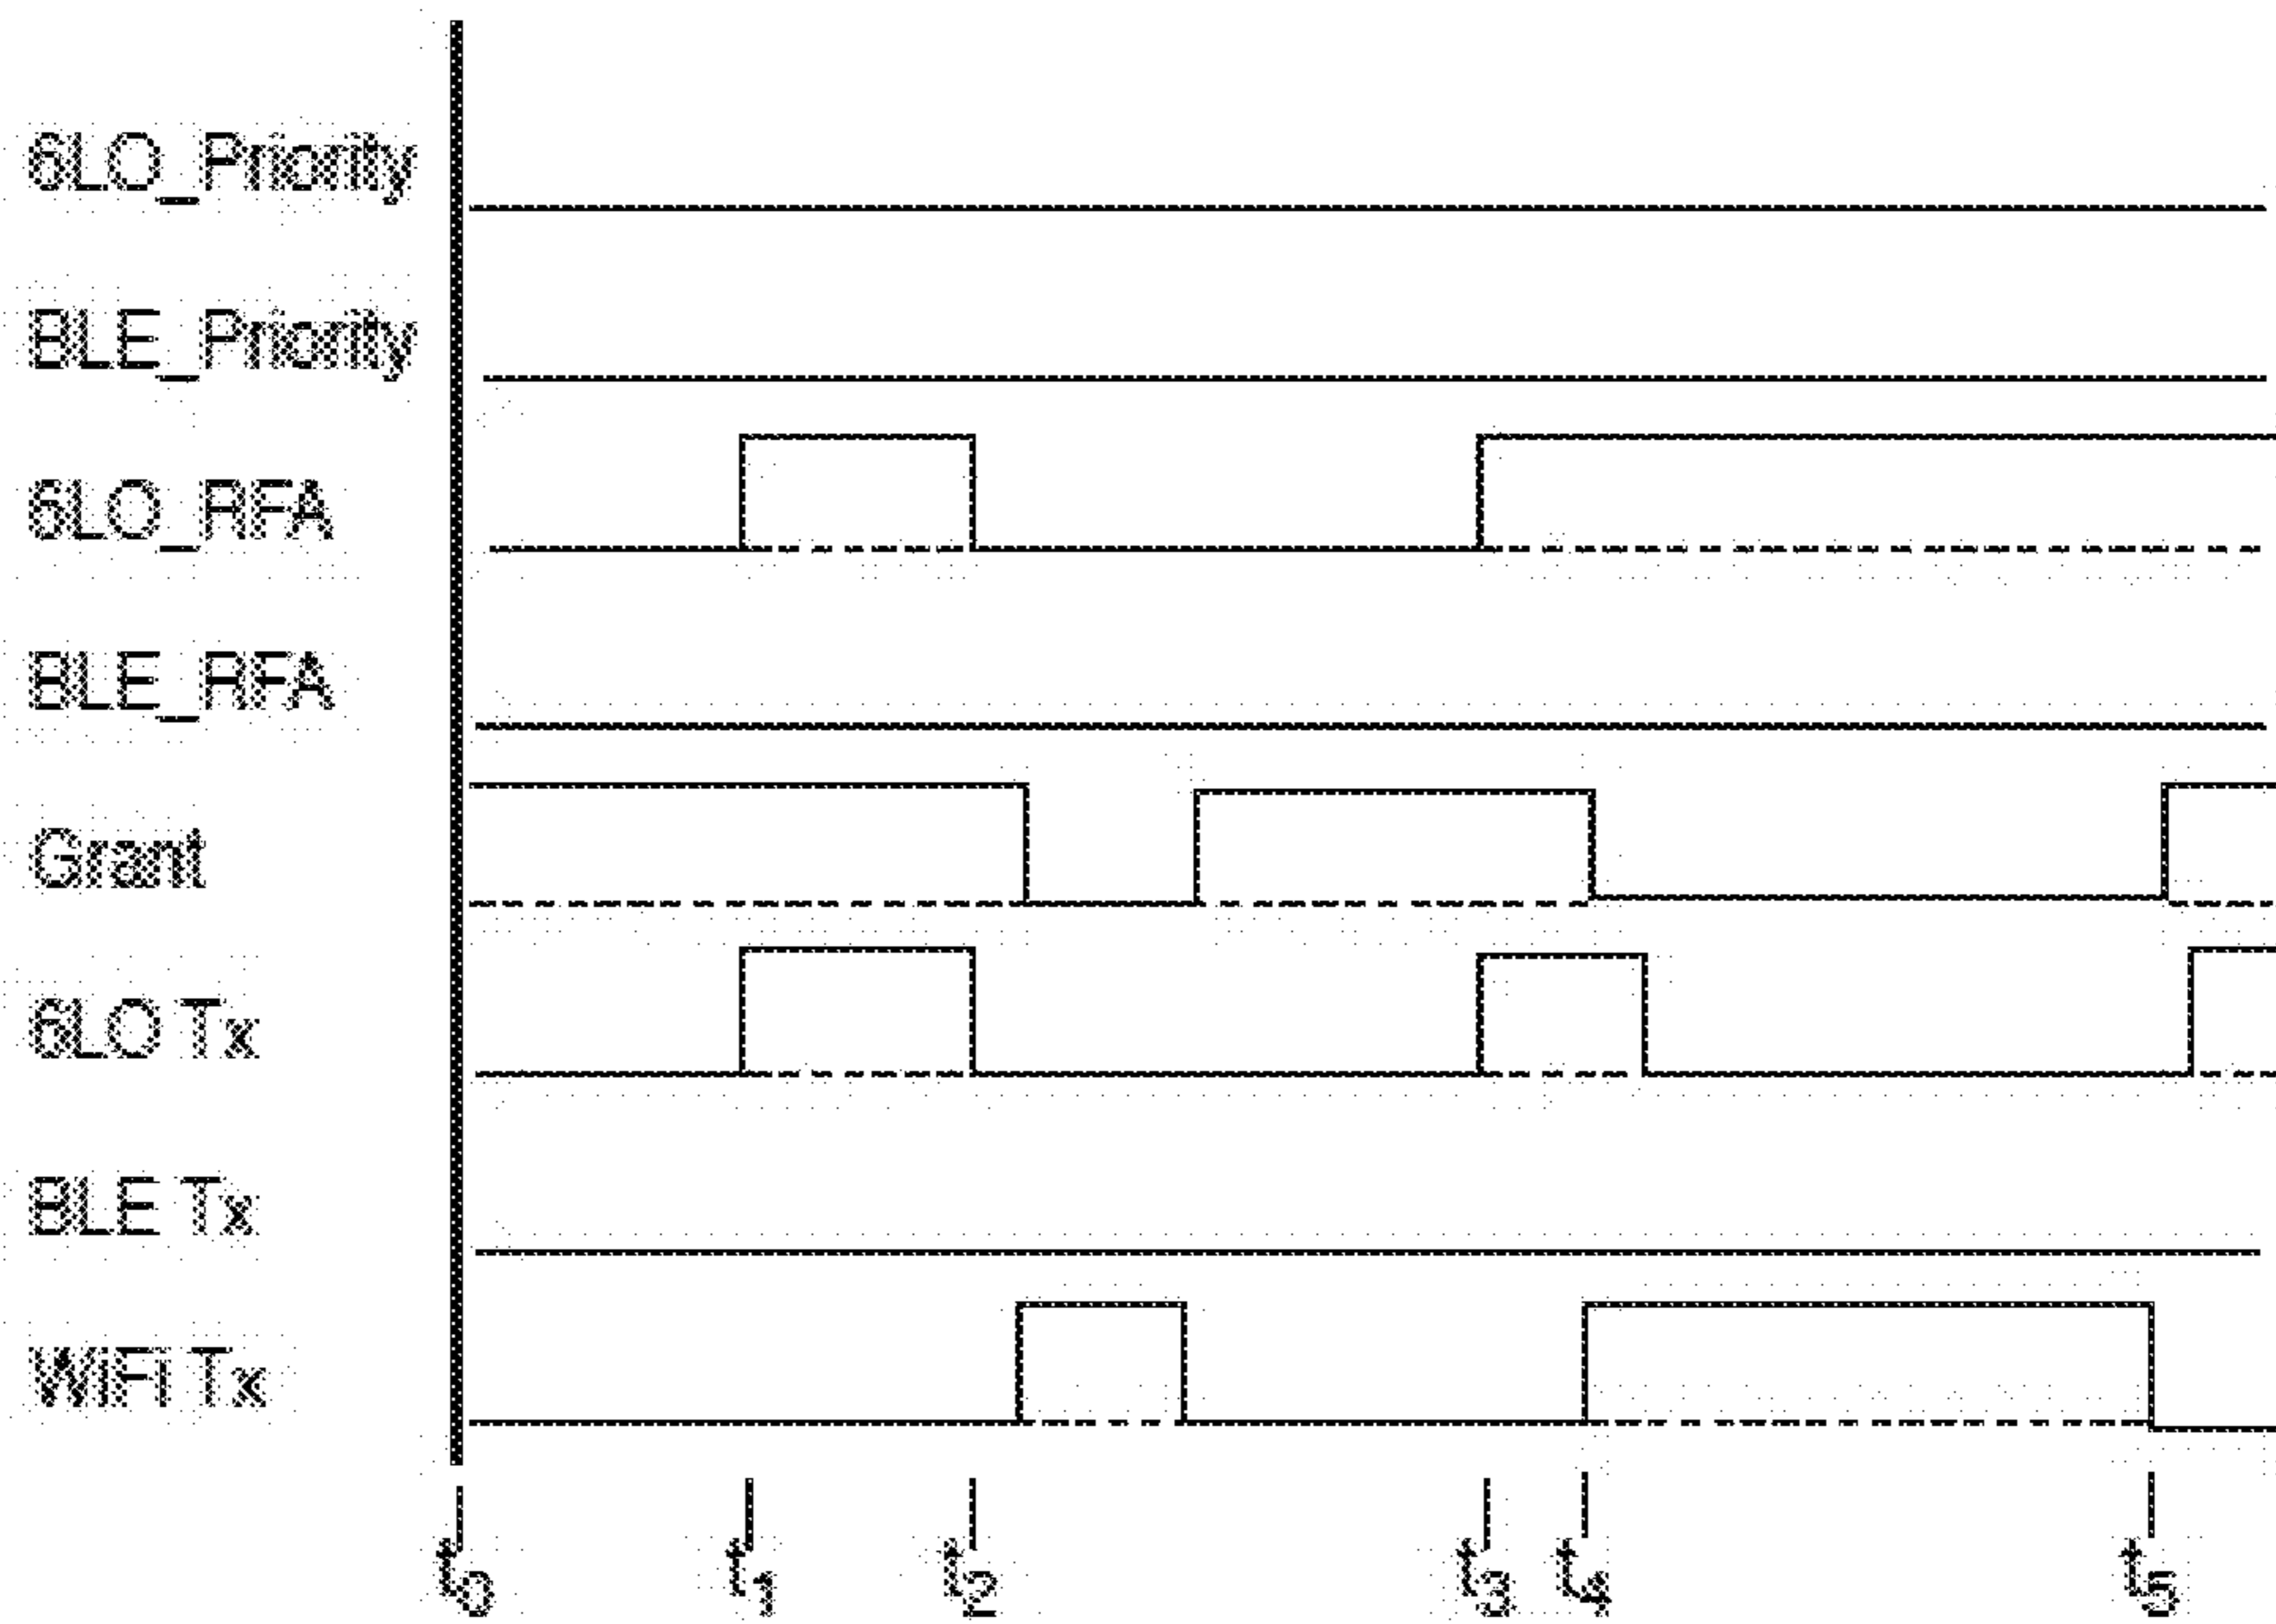 6LO_Priority
BLE_Priority
6LO_RFA
BLE_RFA
Grant
6LO Tx
BLE Tx
WiFi Tx
t0 t1 t2 t3 t4 t5